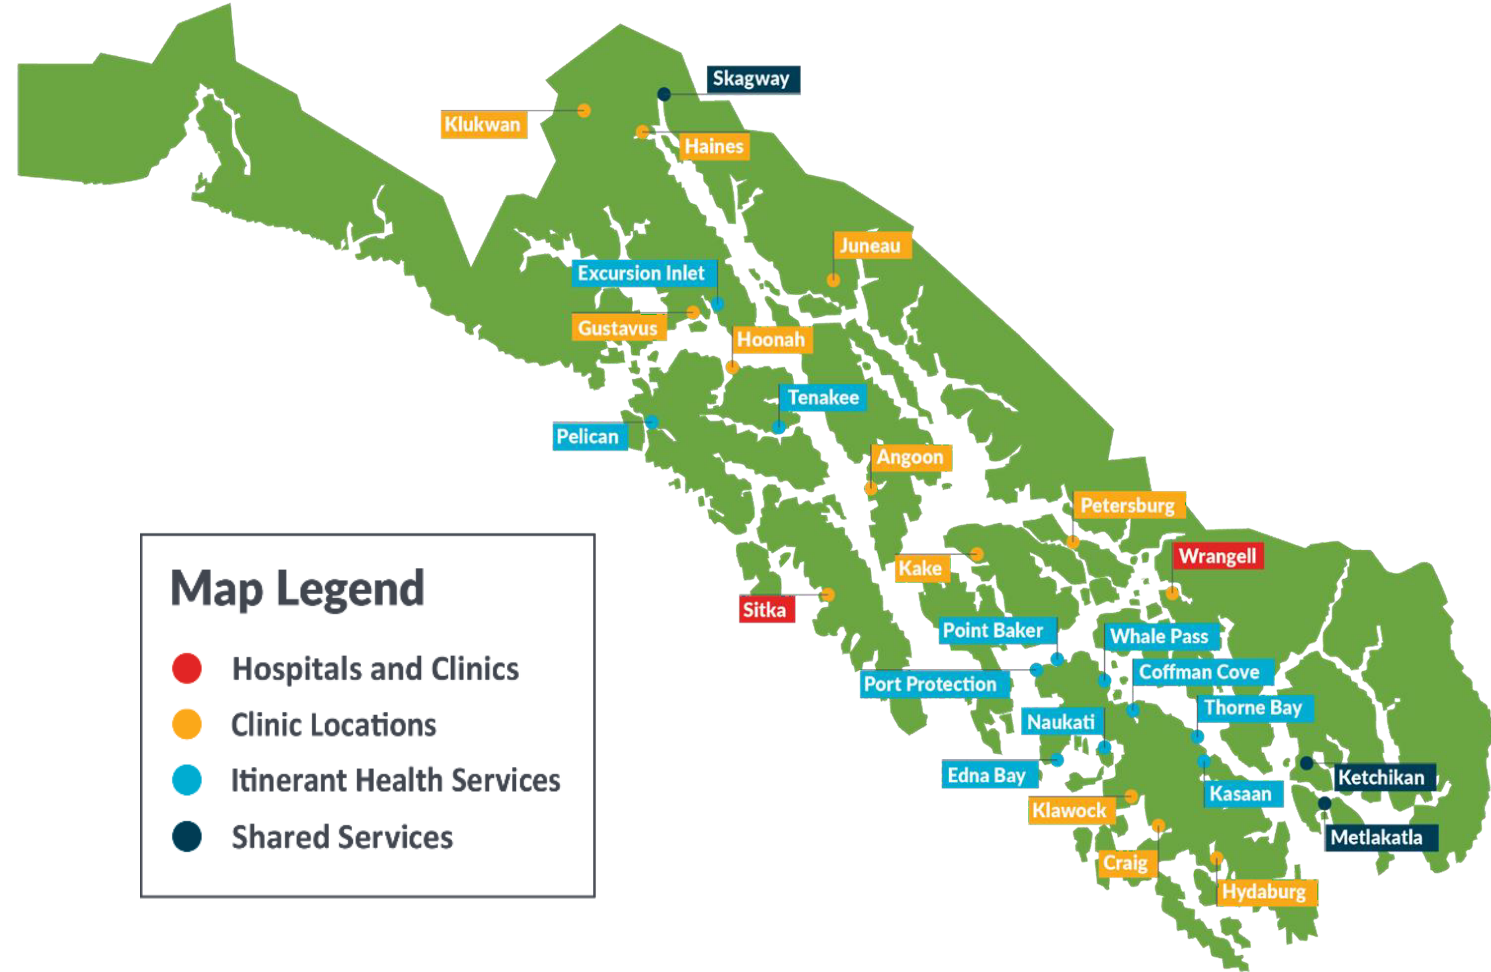 Skagway
Klukwan
Haines
Juneau
Excursion Inlet
Gustavus
Hoonah
Tenakee
Pelican
Angoon
Petersburg
Wrangell
Kake
Sitka
Point Baker
Whale Pass
Port Protection
Coffman Cove
Naukati
Thorne Bay
Edna Bay
Ketchikan
Kasaan
Klawock
Metlakatla
Craig
Hydaburg
Map Legend
Hospitals and Clinics
Clinic Locations
Itinerant Health Services
Shared Services